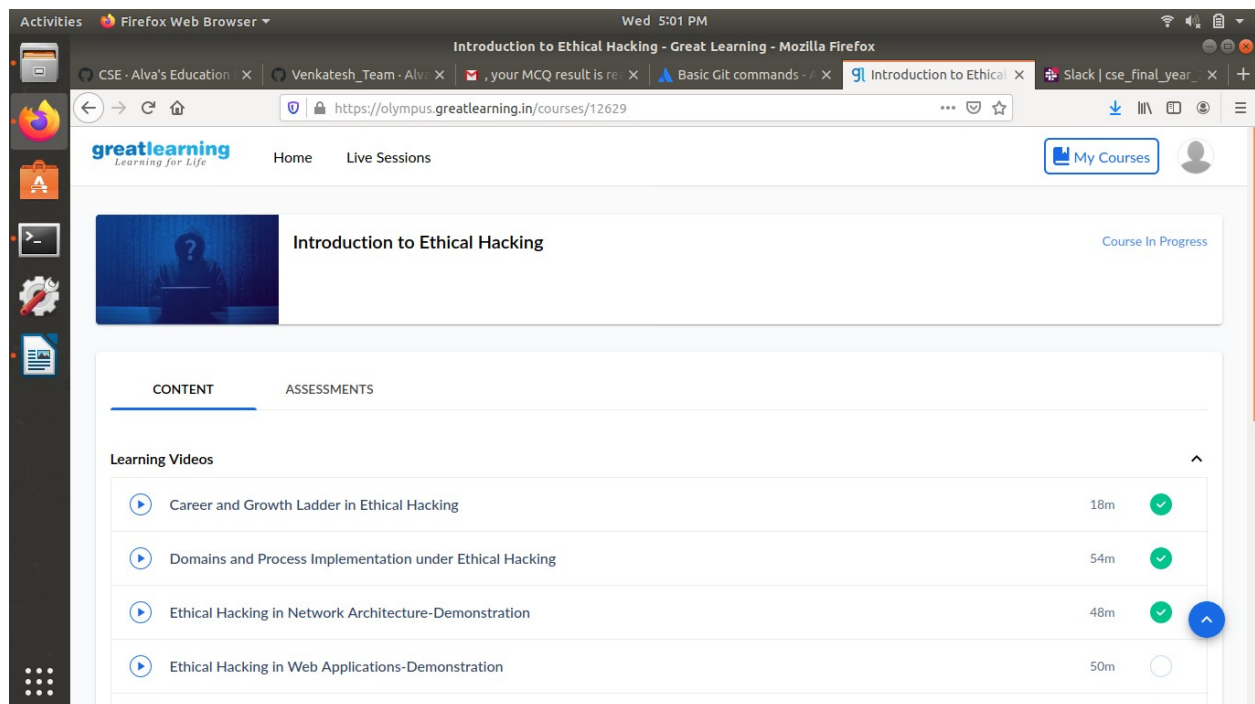 Activities Firefox Web Browser Wed 5:01 PM
Introduction to Ethical Hacking - Great Learning - Mozilla Firefox
CSE · Alva's Education Venkatesh_Team · Alv , your MCQ result is re Basic Git commands - Introduction to Ethical Slack | cse_final_year_
https://olympus.greatlearning.in/courses/12629
greatlearning
Learning for Life
Home Live Sessions My Courses
Introduction to Ethical Hacking Course In Progress
CONTENT ASSESSMENTS
Learning Videos
Career and Growth Ladder in Ethical Hacking 18m
Domains and Process Implementation under Ethical Hacking 54m
Ethical Hacking in Network Architecture-Demonstration 48m
Ethical Hacking in Web Applications-Demonstration 50m